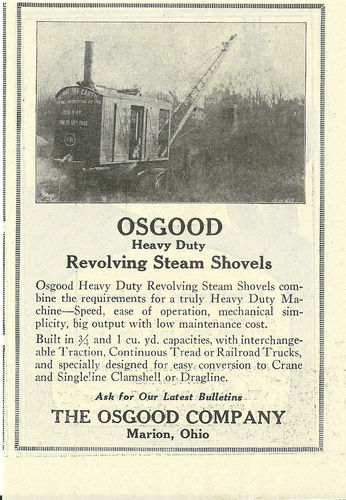 OSGOOD
Heavy Duty
Revolving Steam Shovels
Osgood Heavy Duty Revolving Steam Shovels com-
bine the requirements for a truly Heavy Duty Ma-
chine—Speed, ease of operation, mechanical sim-
plicity, big output with low maintenance cost.
Built in ¾ and 1 cu. yd. capacities, with interchange-
able Traction, Continuous Tread or Railroad Trucks,
and specially designed for easy conversion to Crane
and Singleline Clamshell or Dragline.
Ask for Our Latest Bulletins
THE OSGOOD COMPANY
Marion, Ohio